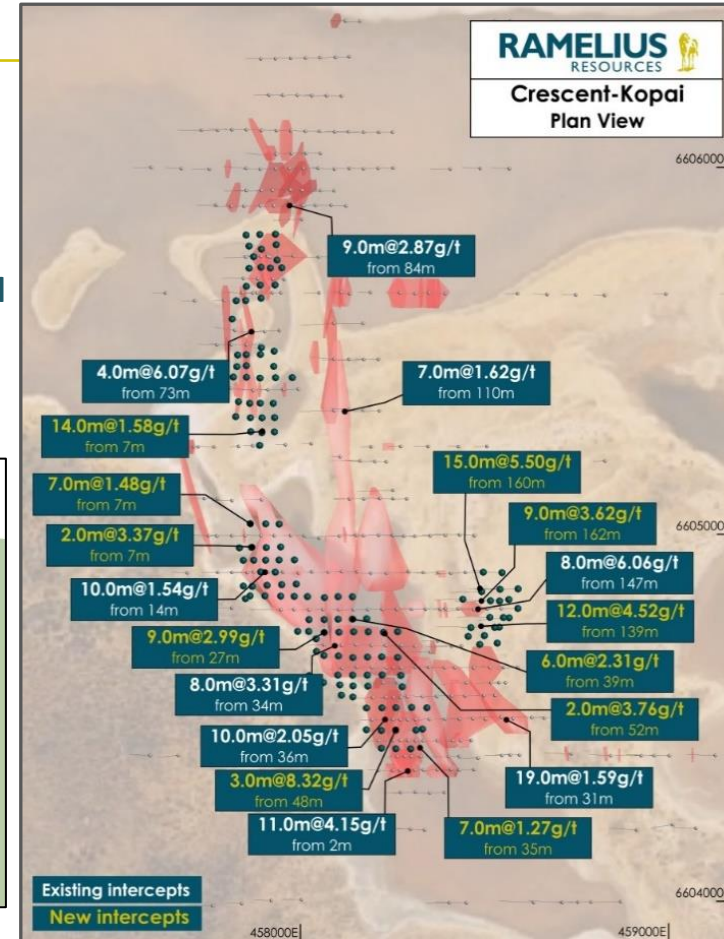 RAMELIUS
RESOURCES
Crescent-Kopai
Plan View
6606000
9.0m@2.87g/t
from 84m
4.0m@6.07g/t
from 73m
7.0m@1.62g/t
from 110m
14.0m@1.58g/t
from 7m
15.0m@5.50g/t
from 160m
7.0m@1.48g/t
from 7m
9.0m@3.62g/t
from 162m
6605000
2.0m@3.37g/t
from 7m
8.0m@6.06g/t
from 147m
10.0m@1.54g/t
from 14m
12.0m@4.52g/t
from 139m
9.0m@2.99g/t
from 27m
6.0m@2.31g/t
from 39m
8.0m@3.31g/t
from 34m
2.0m@3.76g/t
from 52m
10.0m@2.05g/t
from 36m
3.0m@8.32g/t
from 48m
19.0m@1.59g/t
from 31m
11.0m@4.15g/t
from 2m
7.0m@1.27g/t
from 35m
Existing intercepts
New intercepts
6604000
458000E
459000E